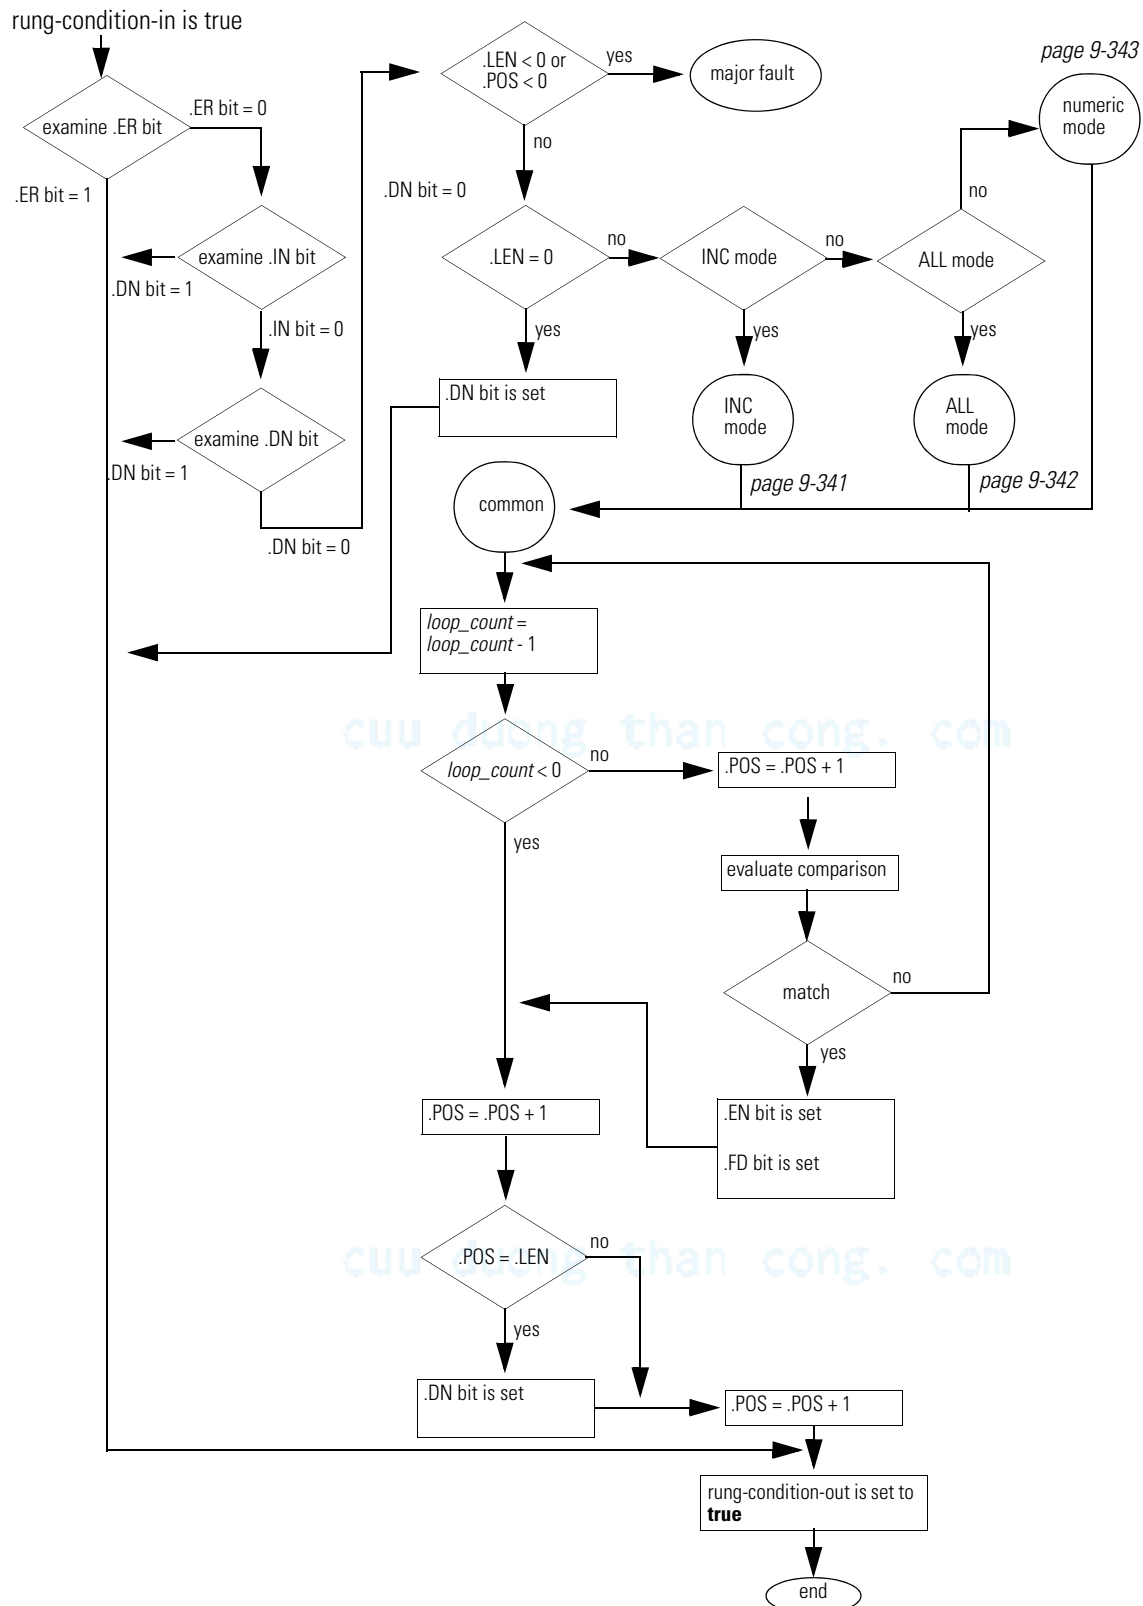 rung-condition-in is true
examine .ER bit
.ER bit = 0
.ER bit = 1
examine .IN bit
.DN bit = 1
.IN bit = 0
examine .DN bit
.DN bit = 1
.DN bit = 0
.LEN < 0 or
.POS < 0
yes
major fault
no
.DN bit = 0
.LEN = 0
no
INC mode
no
ALL mode
no
page 9-343
numeric
mode
yes
.DN bit is set
yes
INC
mode
page 9-341
yes
ALL
mode
page 9-342
common
loop_count =
loop_count - 1
cuu duong than cong. com
loop_count < 0
no
.POS = .POS + 1
yes
evaluate comparison
match
no
yes
.EN bit is set
.FD bit is set
.POS = .POS + 1
cuu duong than cong. com
.POS = .LEN
no
yes
.DN bit is set
.POS = .POS + 1
rung-condition-out is set to
true
end